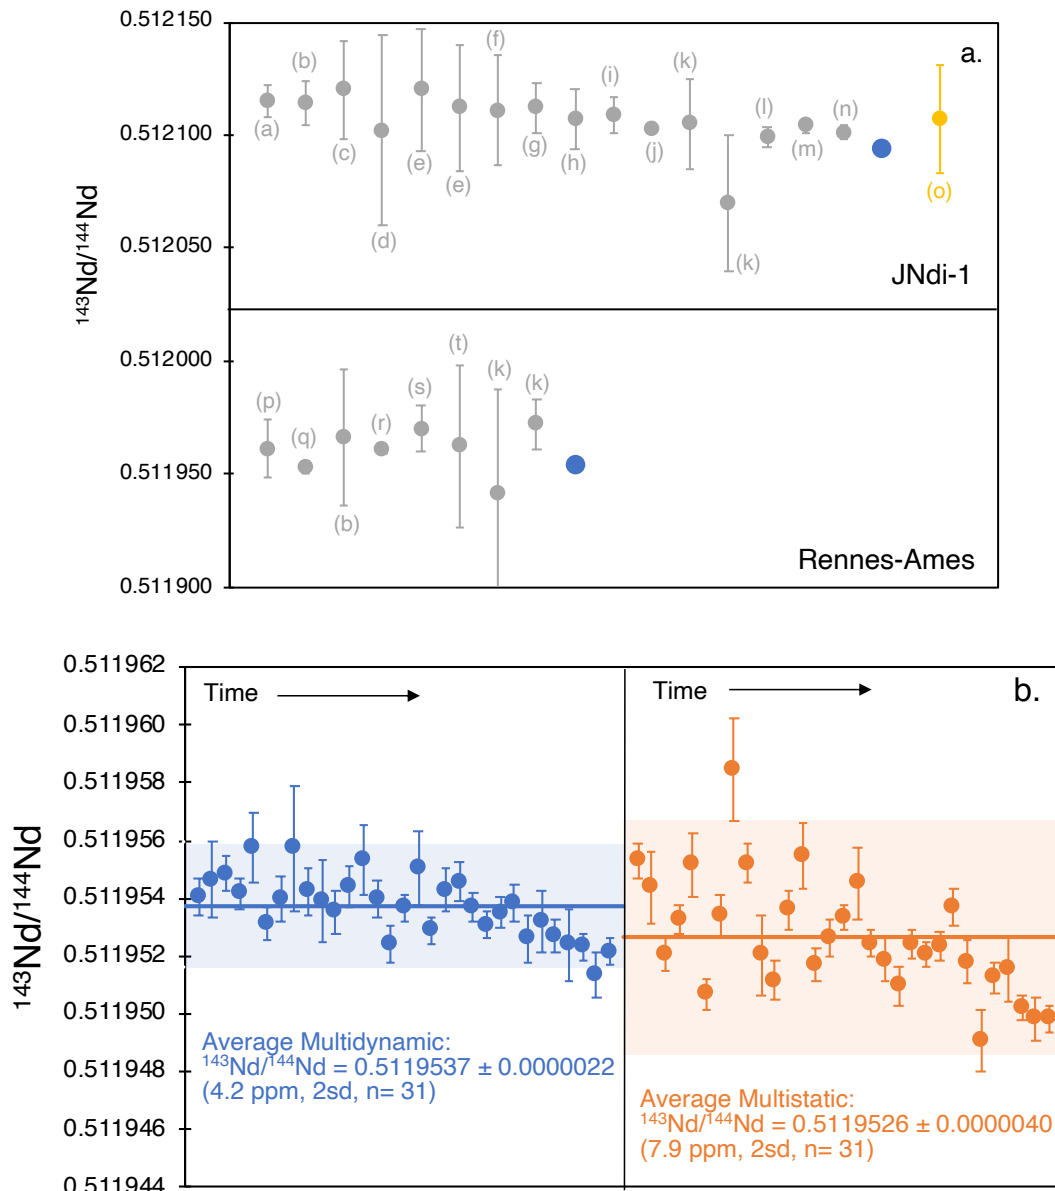 0.512150
a.
(f)
(b)
(i)
(k)
(l)
(n)
(a)
(c)
(e)
(e)
(g)
(h)
(j)
(m)
(o)
0.512100
(d)
(k)
0.512050
JNdi-1
143Nd/144Nd
0.512000
(t)
(k)
(p)
(q)
(r)
(s)
(k)
(b)
0.511950
Rennes-Ames
0.511900
0.511962
Time
Time
b.
0.511960
0.511958
0.511956
0.511954
0.511952
0.511950
0.511948
0.511946
0.511944
143Nd/144Nd
Average Multidynamic:
143Nd/144Nd = 0.5119537 ± 0.0000022
(4.2 ppm, 2sd, n= 31)
Average Multistatic:
143Nd/144Nd = 0.5119526 ± 0.0000040
(7.9 ppm, 2sd, n= 31)